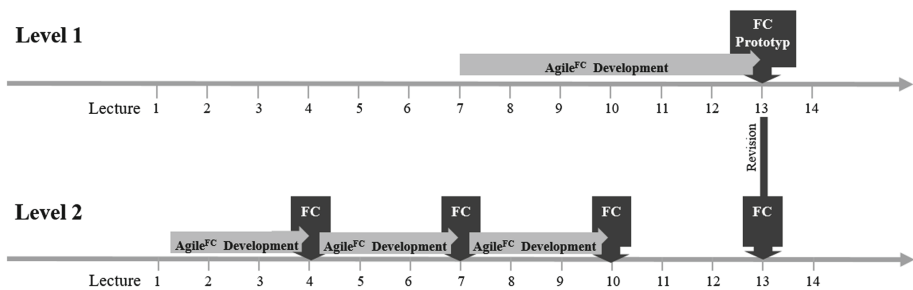 Level 1
FC
Prototyp
AgileFC Development
Lecture 1 2 3 4 5 6 7 8 9 10 11 12 13 14
Revision
Level 2
FC FC FC FC
AgileFC Development AgileFC Development AgileFC Development
Lecture 1 2 3 4 5 6 7 8 9 10 11 12 13 14